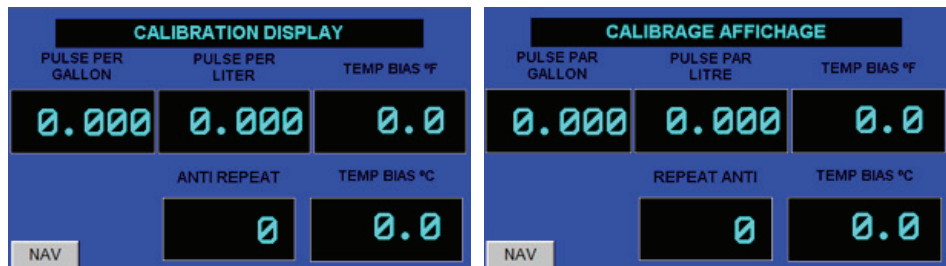 CALIBRATION DISPLAY
PULSE PER
GALLON
PULSE PER
LITER
TEMP BIAS ºF
0.000
0.000
0.0
ANTI REPEAT
TEMP BIAS ºC
0
0.0
NAV
CALIBRAGE AFFICHAGE
PULSE PAR
GALLON
PULSE PAR
LITRE
TEMP BIAS ºF
0.000
0.000
0.0
REPEAT ANTI
TEMP BIAS ºC
0
0.0
NAV